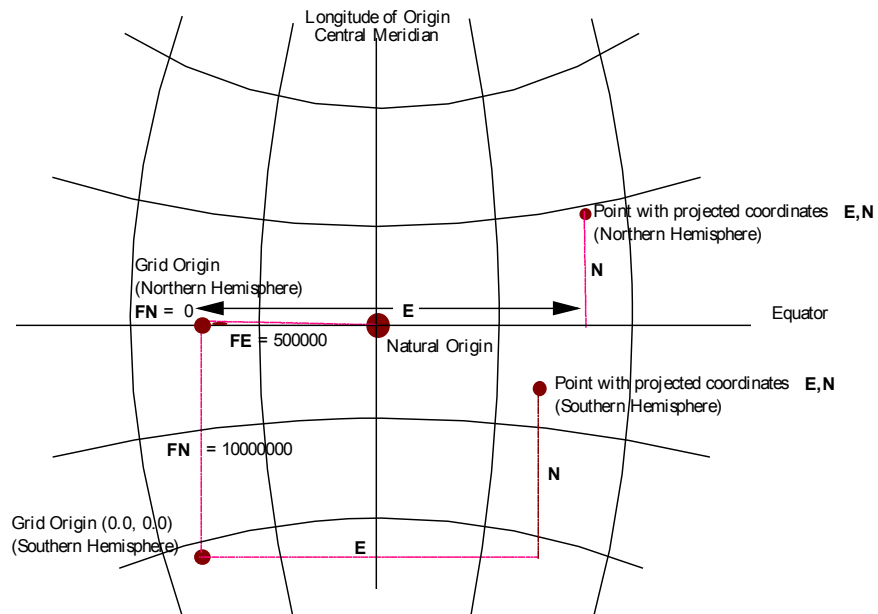 Longitude of Origin
Central Meridian
Point with projected coordinates E,N
(Northern Hemisphere)
Grid Origin
(Northern Hemisphere)
FN = 0
N
E
Equator
FE = 500000
Natural Origin
Point with projected coordinates E,N
(Southern Hemisphere)
FN = 10000000
N
Grid Origin (0.0, 0.0)
(Southern Hemisphere)
E